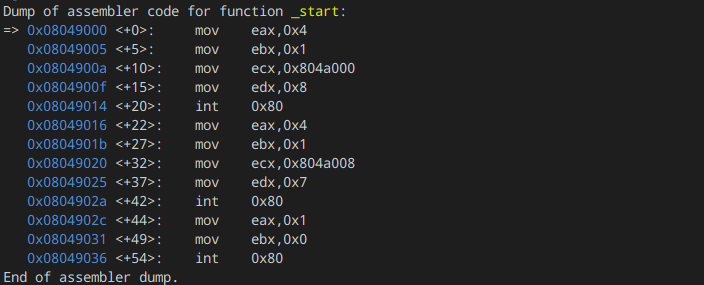 Dump of assembler code for function _start:
=> 0x08049000 <+0>:     mov    eax,0x4
   0x08049005 <+5>:     mov    ebx,0x1
   0x0804900a <+10>:    mov    ecx,0x804a000
   0x0804900f <+15>:    mov    edx,0x8
   0x08049014 <+20>:    int    0x80
   0x08049016 <+22>:    mov    eax,0x4
   0x0804901b <+27>:    mov    ebx,0x1
   0x08049020 <+32>:    mov    ecx,0x804a008
   0x08049025 <+37>:    mov    edx,0x7
   0x0804902a <+42>:    int    0x80
   0x0804902c <+44>:    mov    eax,0x1
   0x08049031 <+49>:    mov    ebx,0x0
   0x08049036 <+54>:    int    0x80
End of assembler dump.